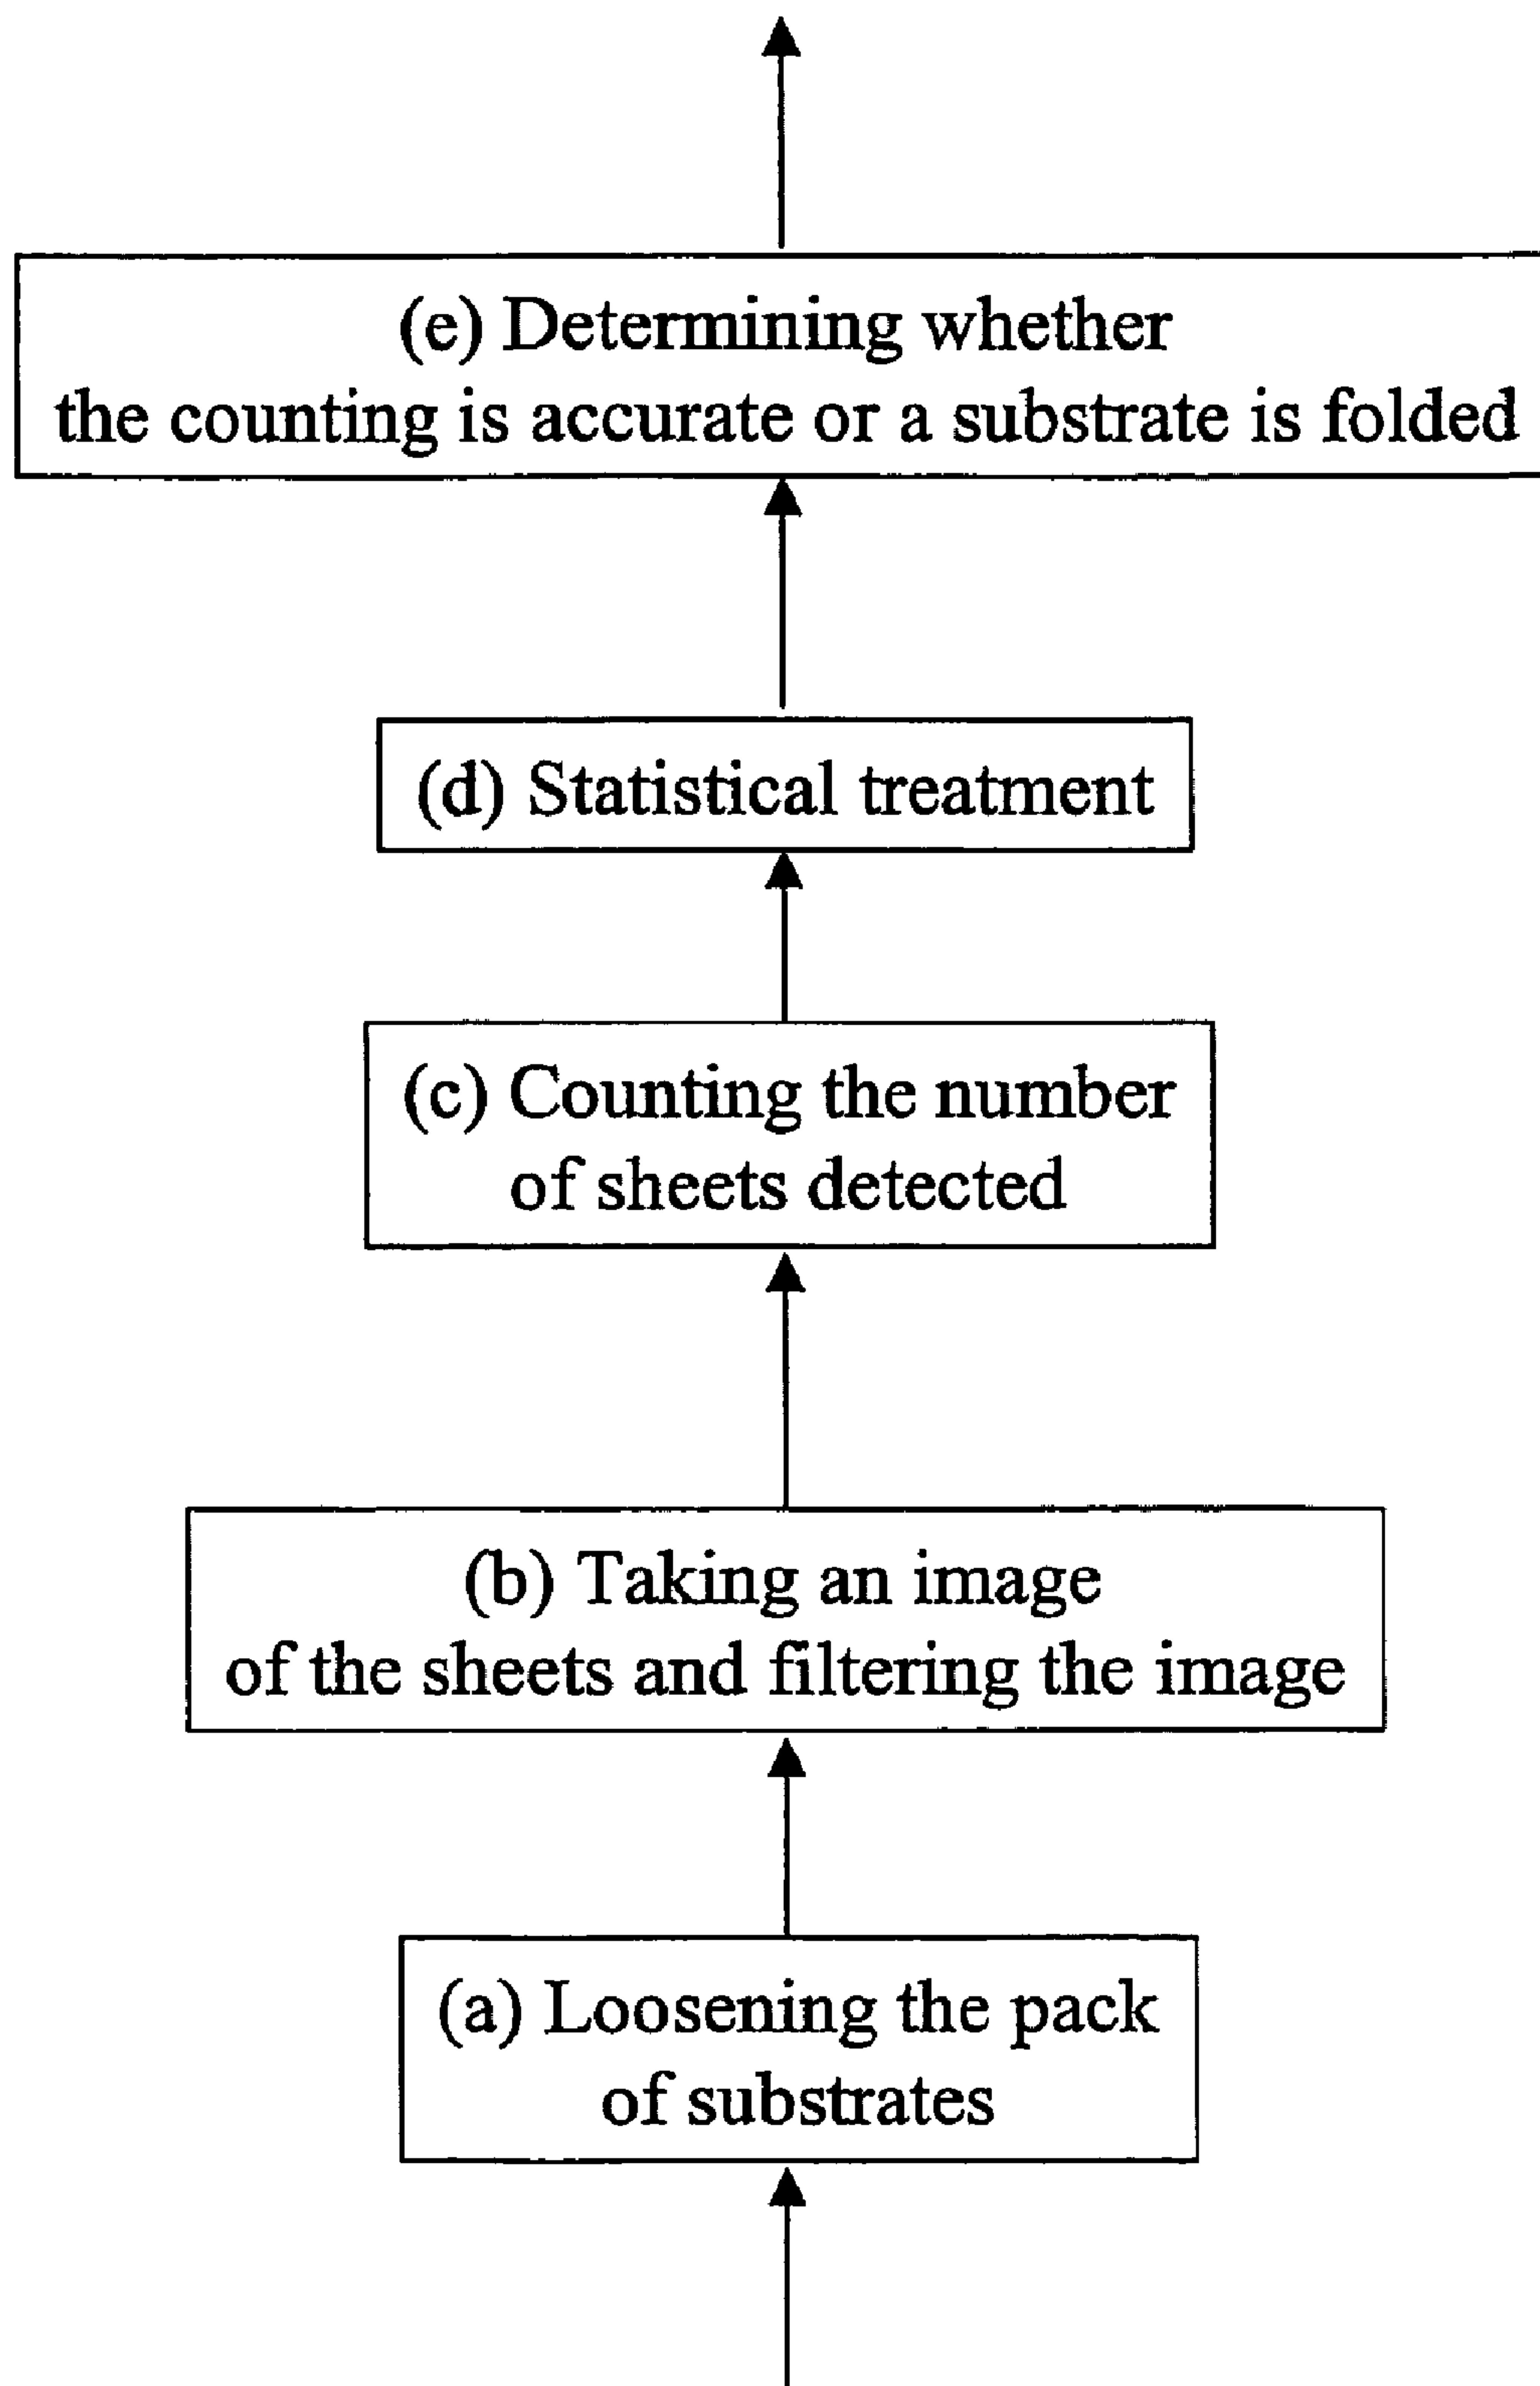 (e) Determining whether
the counting is accurate or a substrate is folded
(d) Statistical treatment
(c) Counting the number
of sheets detected
(b) Taking an image
of the sheets and filtering the image
(a) Loosening the pack
of substrates